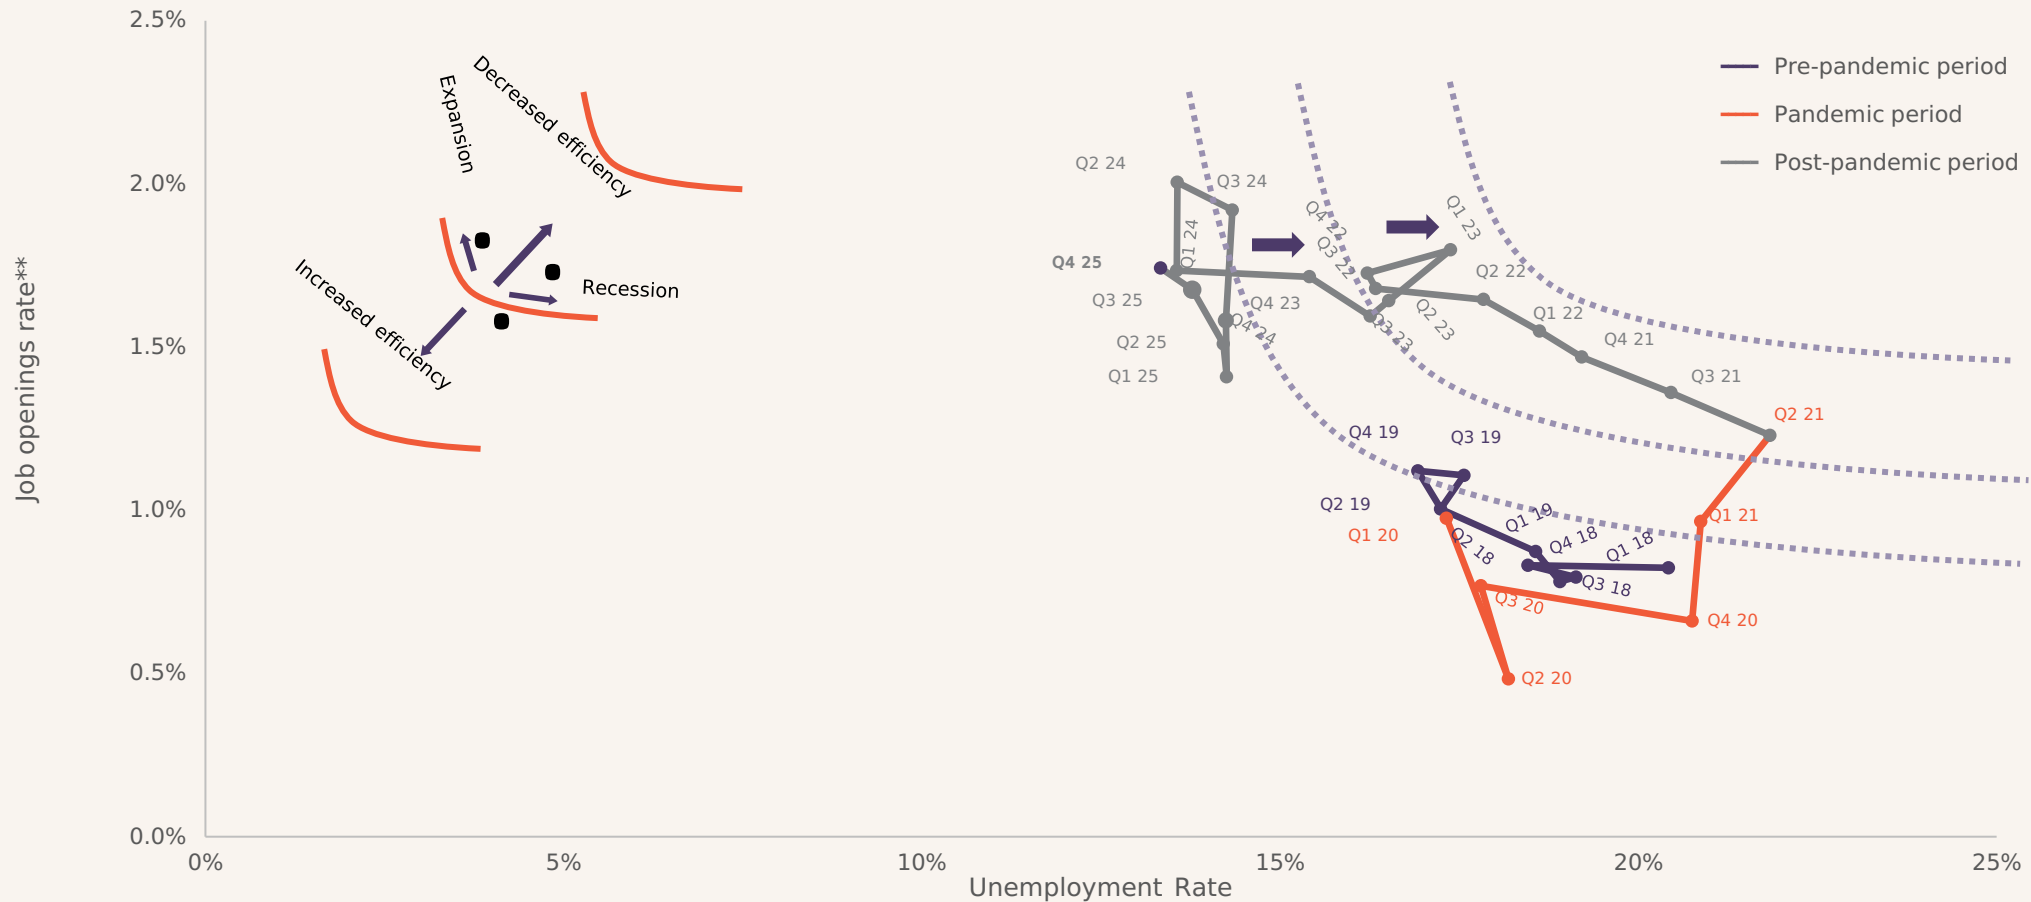 2.5%
2.0%
1.5%
1.0%
0.5%
0.0%
Job openings rate**
0%
5%
10%
15%
20%
25%
Unemployment Rate
Expansion
Decreased efficiency
Increased efficiency
Recession
Pre-pandemic period
Pandemic period
Post-pandemic period
Q2 24
Q3 24
Q1 24
Q4 25
Q3 25
Q2 25
Q1 25
Q4 23
Q4 24
Q4 22
Q3 22
Q1 23
Q2 22
Q2 23
Q3 23
Q1 22
Q4 21
Q3 21
Q2 21
Q4 19
Q3 19
Q2 19
Q1 20
Q2 18
Q1 19
Q4 18
Q1 18
Q3 18
Q1 21
Q3 20
Q4 20
Q2 20